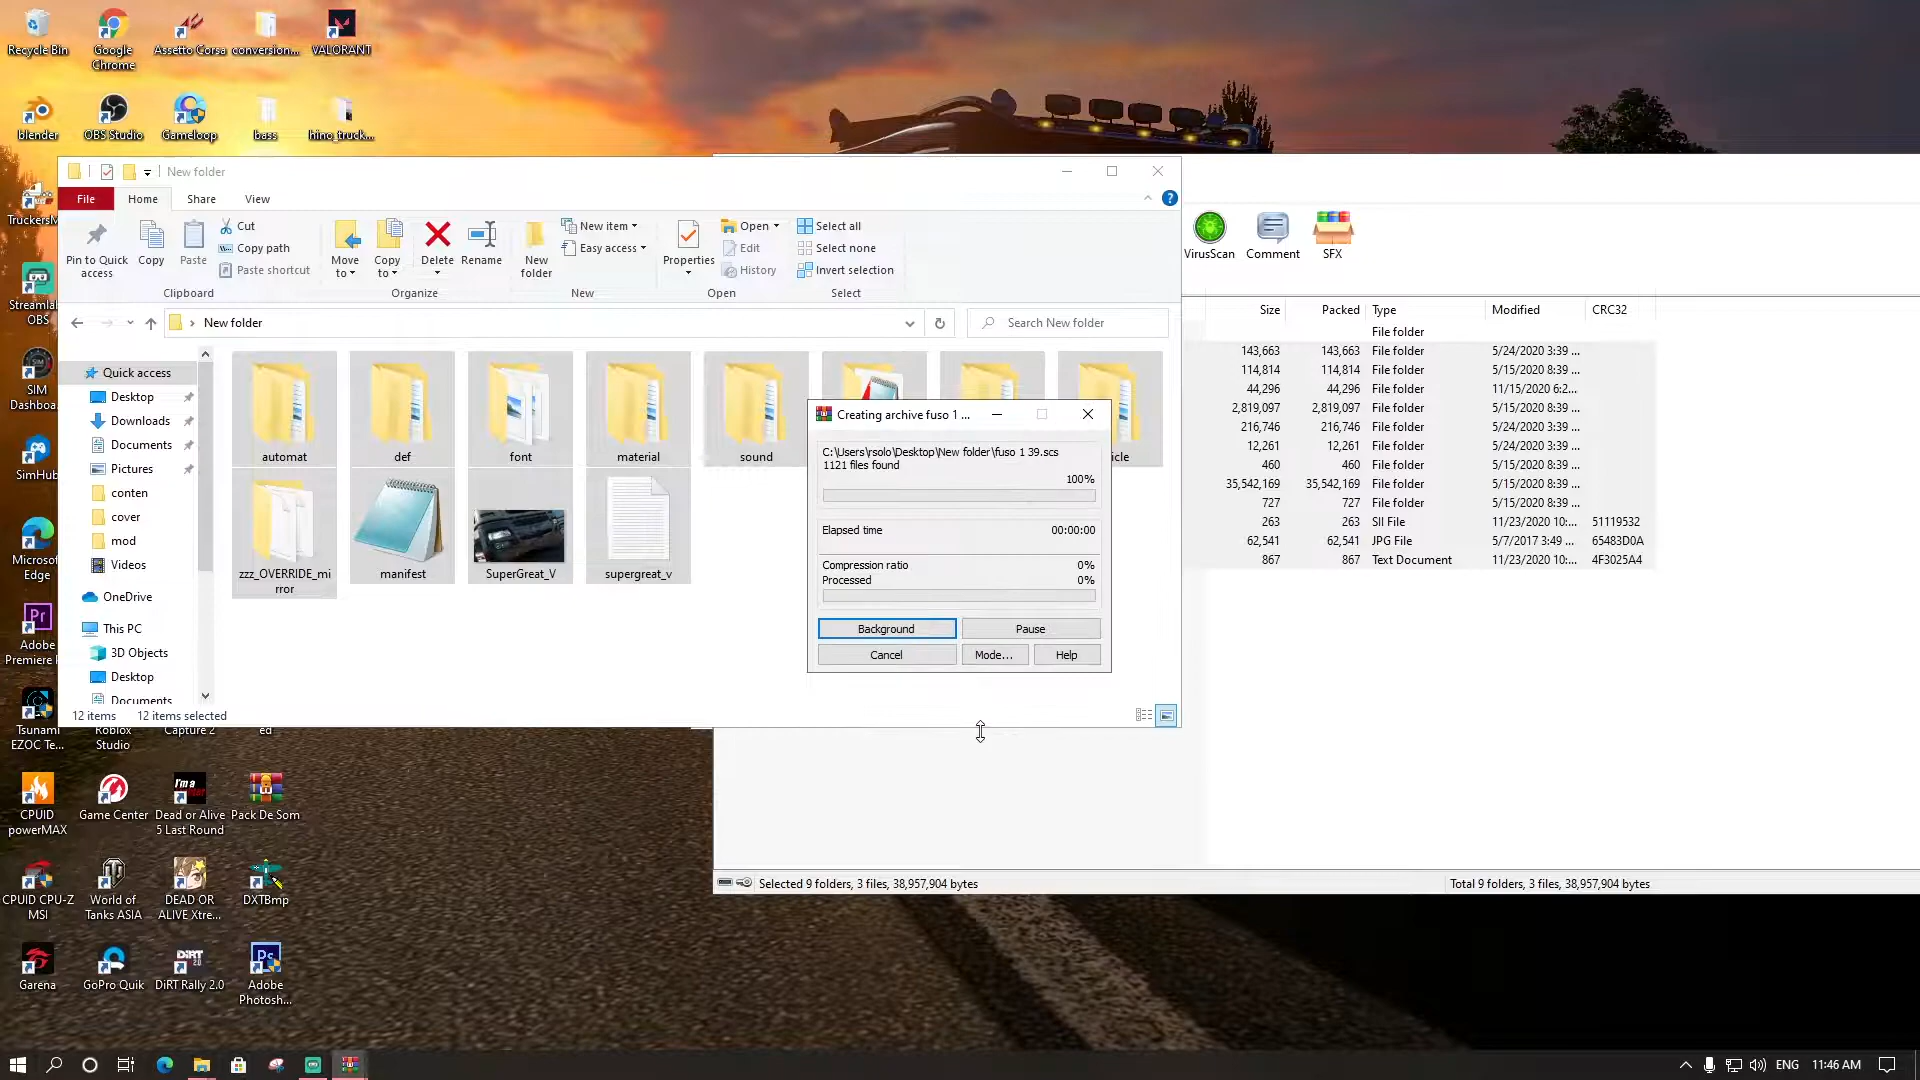 Recycle Bin
Google
Chrome
Assetto Corsa
conversion...
VALORANT
blender
OBS Studio
Gameloop
bass
hino_truck...
TruckersM
Streamlab
OBS
SIM
Dashboa...
SimHub
Microsof
Edge
Adobe
Premiere P
Tsunami
EZOC Te...
Roblox
Studio
Capture 2
ed
CPUID
powerMAX
Game Center
Dead or Alive
5 Last Round
Pack De Som
CPUID CPU-Z
MSI
World of
Tanks ASIA
DEAD OR
ALIVE Xtre...
DXTBmp
Garena
GoPro Quik
DiRT Rally 2.0
Adobe
Photosh...
New folder
File
Home
Share
View
Pin to Quick
access
Copy
Paste
Cut
Copy path
Paste shortcut
Clipboard
Move
to
Copy
to
Delete
Rename
Organize
New
folder
New item
Easy access
New
Properties
Open
Edit
History
Open
Select all
Select none
Invert selection
Select
New folder
Search New folder
Quick access
Desktop
Downloads
Documents
Pictures
conten
cover
mod
Videos
OneDrive
This PC
3D Objects
Desktop
Documents
automat
def
font
material
sound
icle
zzz_OVERRIDE_mi
rror
manifest
SuperGreat_V
supergreat_v
12 items
12 items selected
Creating archive fuso 1 ...
C:\Users\rsolo\Desktop\New folder\fuso 1 39.scs
1121 files found
100%
Elapsed time
00:00:00
Compression ratio
0%
Processed
0%
Background
Pause
Cancel
Mode...
Help
VirusScan
Comment
SFX
Size Packed Type Modified CRC32
File folder
143,663 143,663 File folder 5/24/2020 3:39 ...
114,814 114,814 File folder 5/15/2020 8:39 ...
44,296 44,296 File folder 11/15/2020 6:2...
2,819,097 2,819,097 File folder 5/15/2020 8:39 ...
216,746 216,746 File folder 5/24/2020 3:39 ...
12,261 12,261 File folder 5/24/2020 3:39 ...
460 460 File folder 5/15/2020 8:39 ...
35,542,169 35,542,169 File folder 5/15/2020 8:39 ...
727 727 File folder 5/15/2020 8:39 ...
263 263 SII File 11/23/2020 10:... 51119532
62,541 62,541 JPG File 5/7/2017 3:49 ... 65483D0A
867 867 Text Document 11/23/2020 10:... 4F3025A4
Selected 9 folders, 3 files, 38,957,904 bytes
Total 9 folders, 3 files, 38,957,904 bytes
ENG
11:46 AM